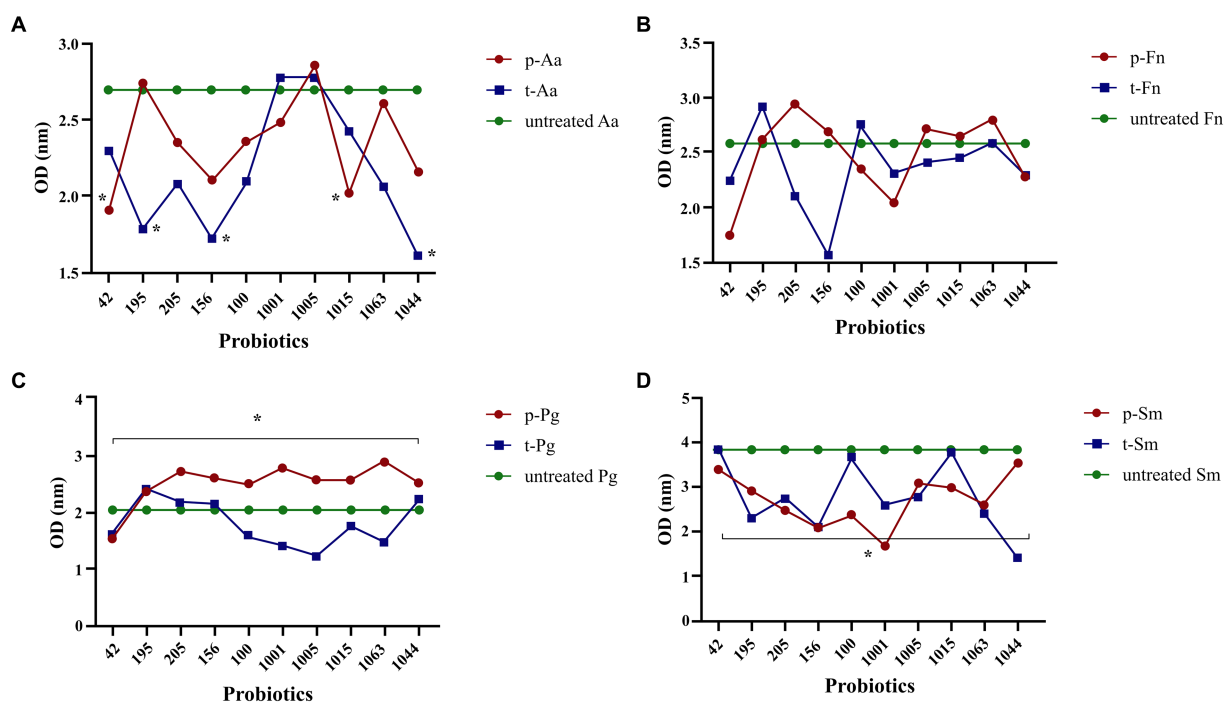 A
3.0
2.5
2.0
1.5
OD (nm)
*
*
*
*
*
42
195
205
156
100
1001
1005
1015
1063
1044
Probiotics
p-Aa
t-Aa
untreated Aa
B
3.5
3.0
2.5
2.0
1.5
OD (nm)
42
195
205
156
100
1001
1005
1015
1063
1044
Probiotics
p-Fn
t-Fn
untreated Fn
C
4
3
2
1
0
OD (nm)
*
42
195
205
156
100
1001
1005
1015
1063
1044
Probiotics
p-Pg
t-Pg
untreated Pg
D
5
4
3
2
1
0
OD (nm)
*
42
195
205
156
100
1001
1005
1015
1063
1044
Probiotics
p-Sm
t-Sm
untreated Sm